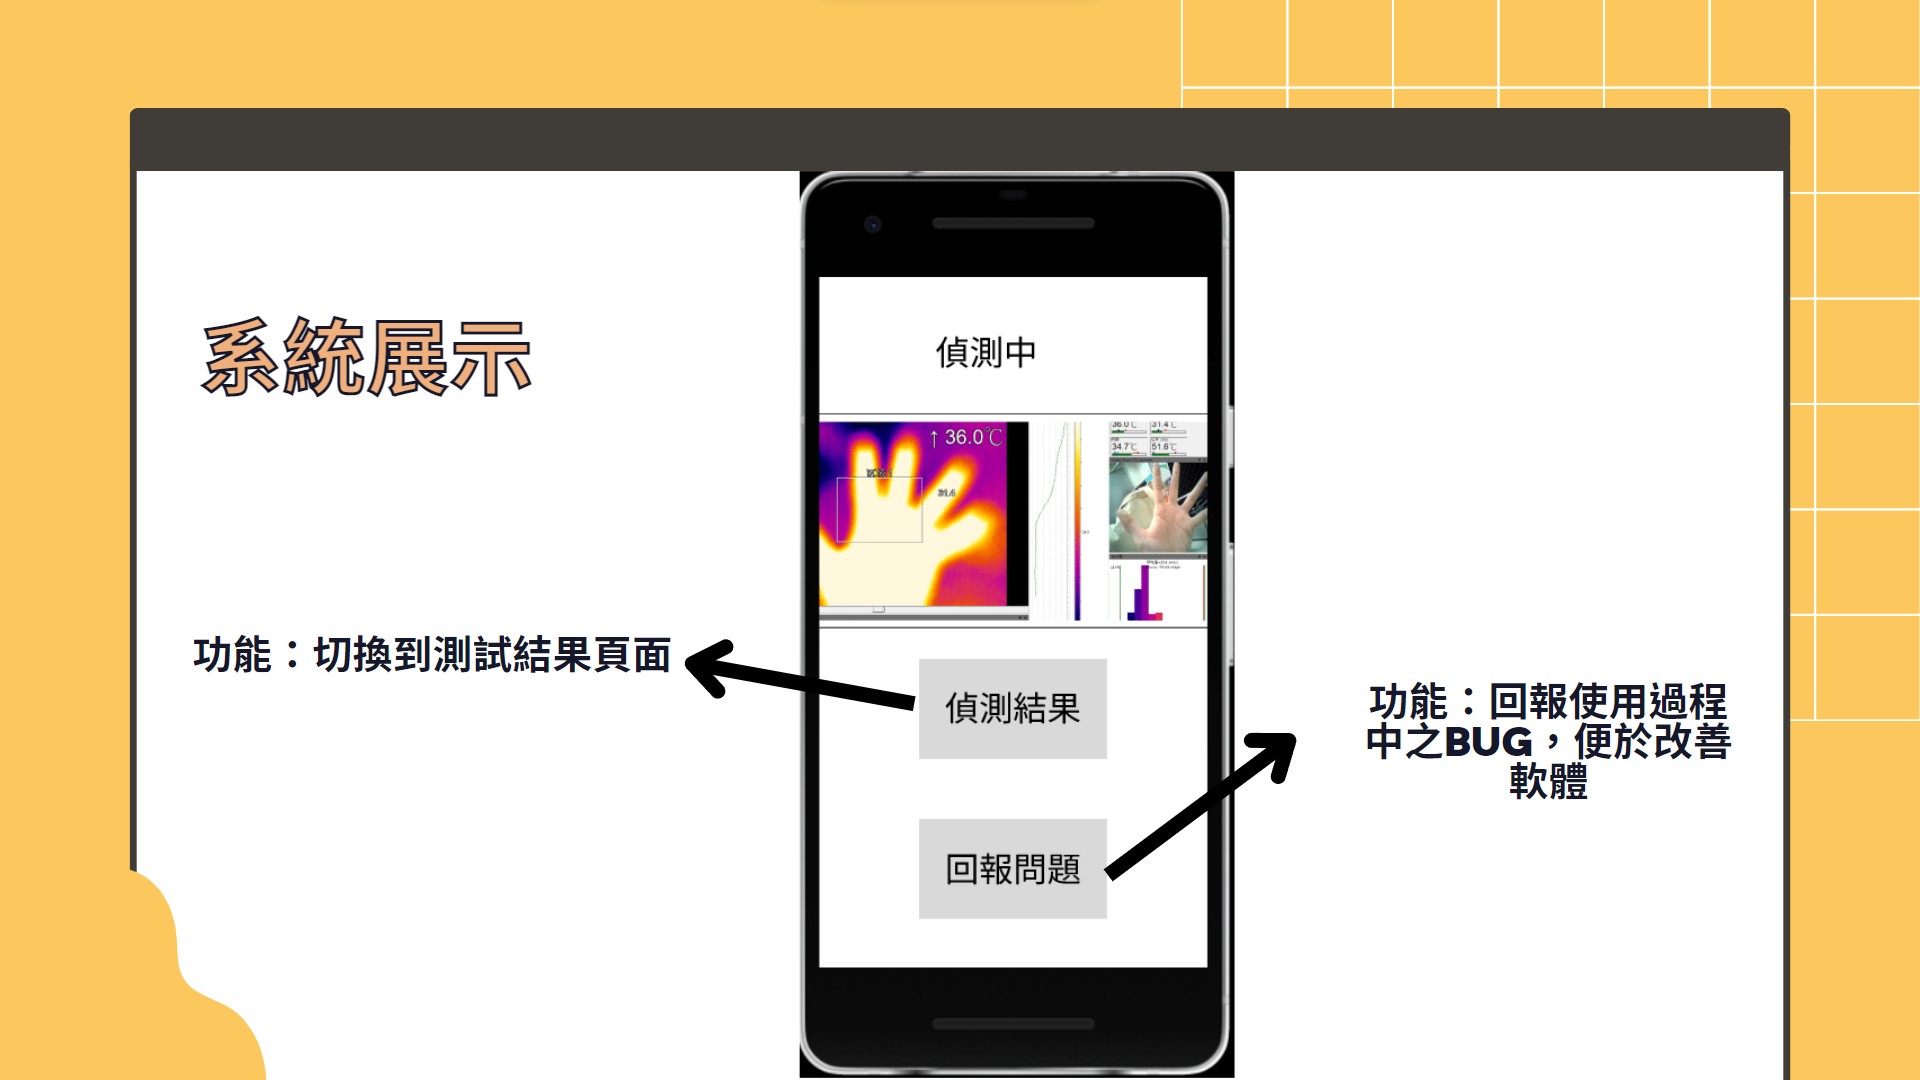 系統展示
偵測中
↑ 36.0℃
31.4
36.0℃ 31.4℃
34.7℃ 51.6℃
功能：切換到測試結果頁面
偵測結果
功能：回報使用過程
中之BUG，便於改善
軟體
回報問題